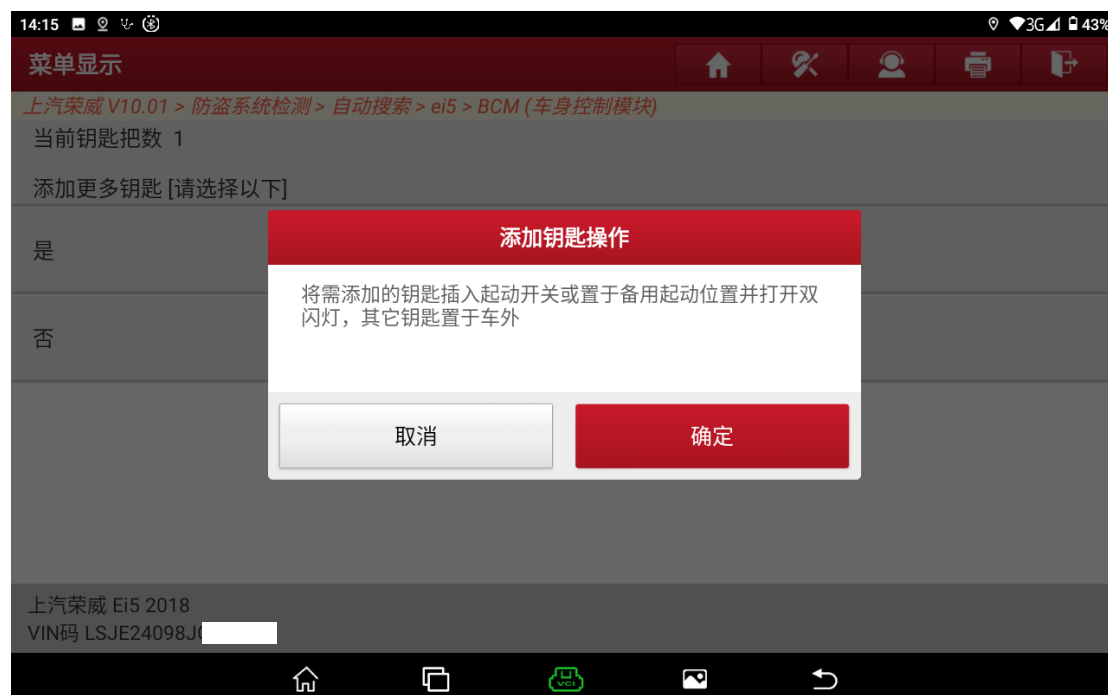 14:15
3G 43%
菜单显示
上汽荣威 V10.01 > 防盗系统检测 > 自动搜索 > ei5 > BCM (车身控制模块)
当前钥匙把数 1
添加更多钥匙 [请选择以下]
是
否
添加钥匙操作
将需添加的钥匙插入起动开关或置于备用起动位置并打开双
闪灯，其它钥匙置于车外
取消
确定
上汽荣威 Ei5 2018
VIN码 LSJE24098J
VCI